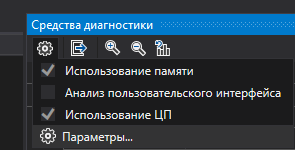 Средства диагностики
Использование памяти
Анализ пользовательского интерфейса
Использование ЦП
Параметры...